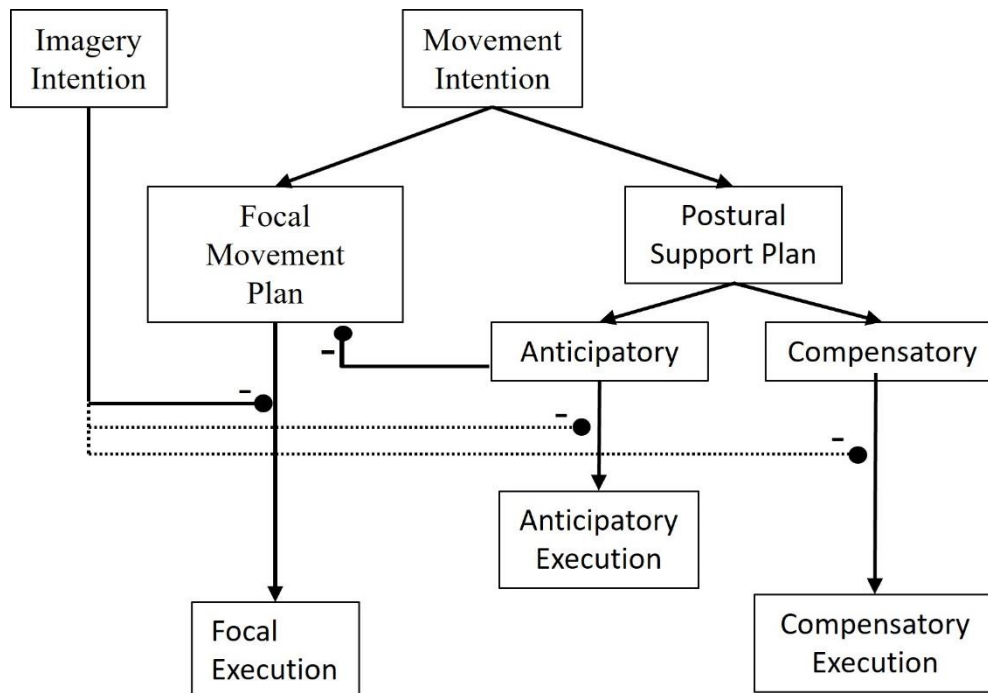 Imagery
Intention
Movement
Intention
Focal
Movement
Plan
Postural
Support Plan
Anticipatory
Compensatory
-
-
-
-
Anticipatory
Execution
Focal
Execution
Compensatory
Execution